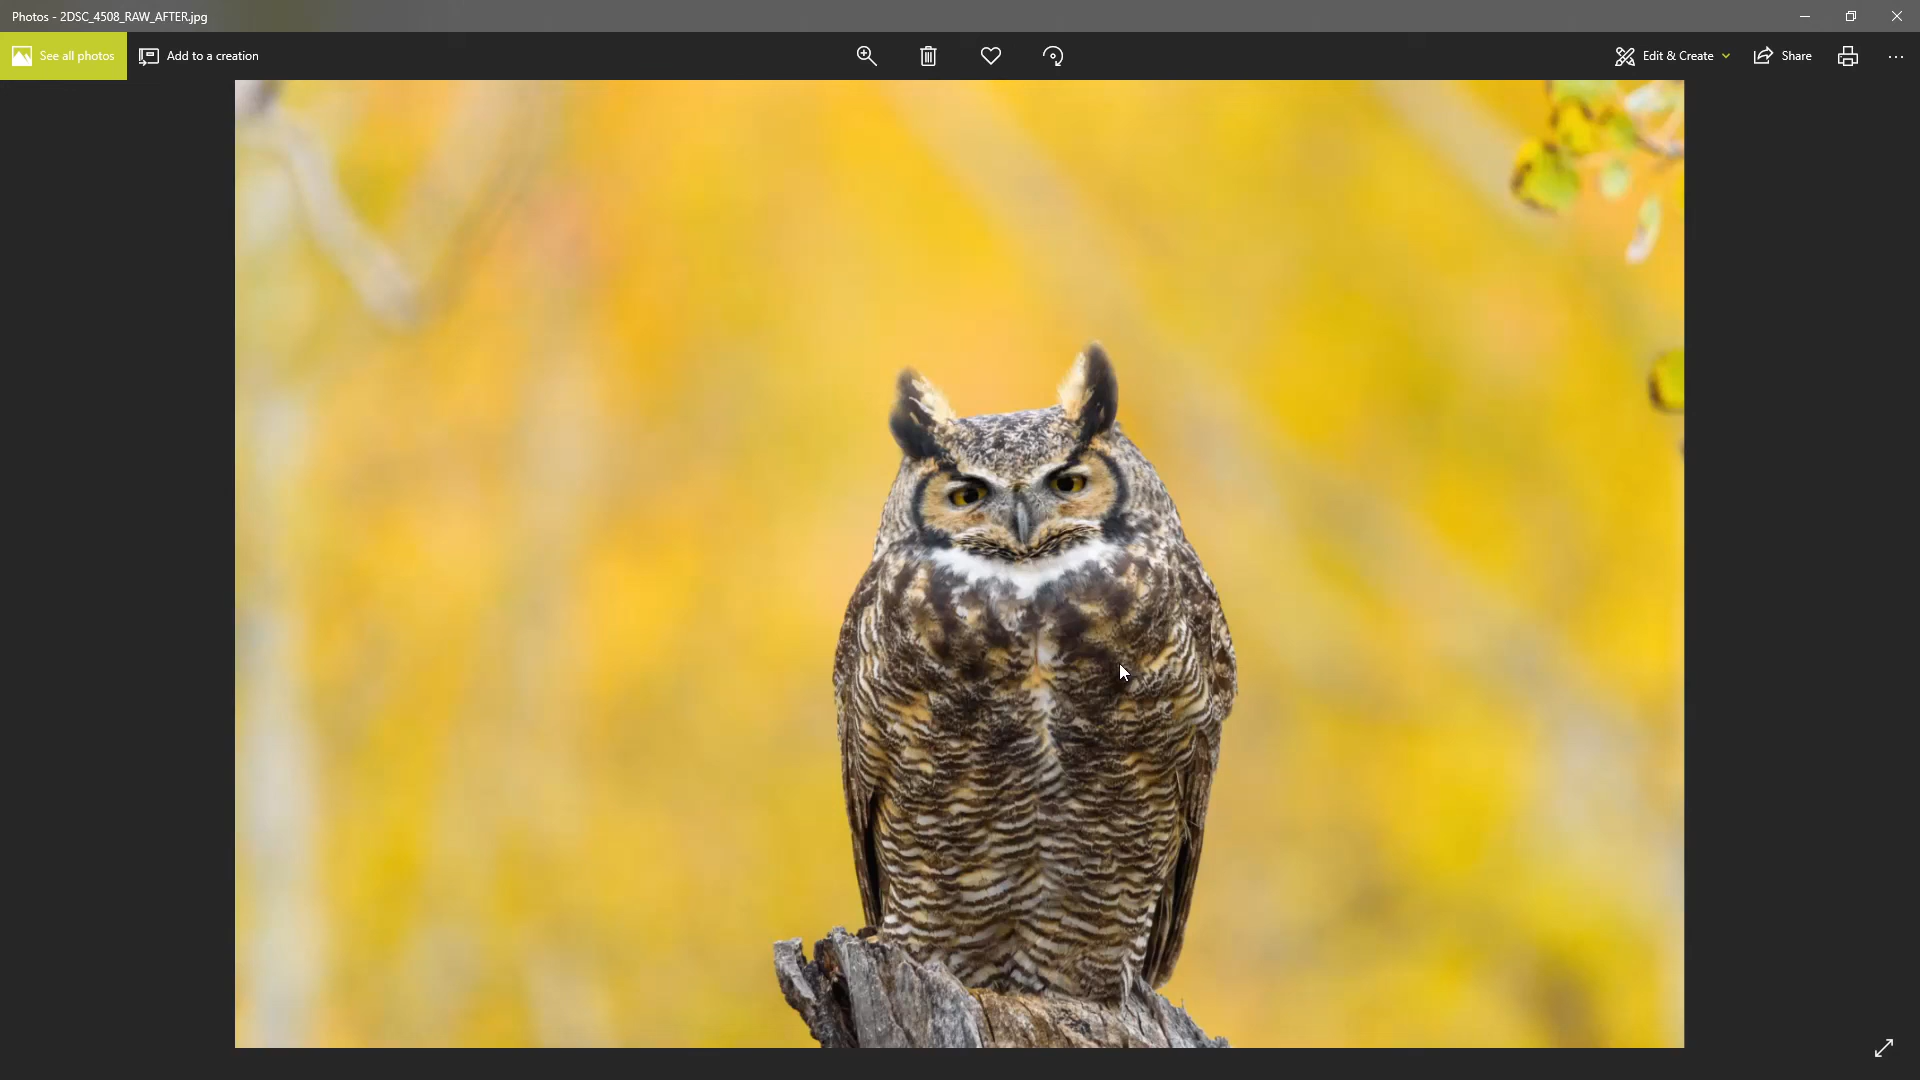 Photos - 2DSC_4508_RAW_AFTER.jpg
See all photos
Add to a creation
Edit & Create
Share